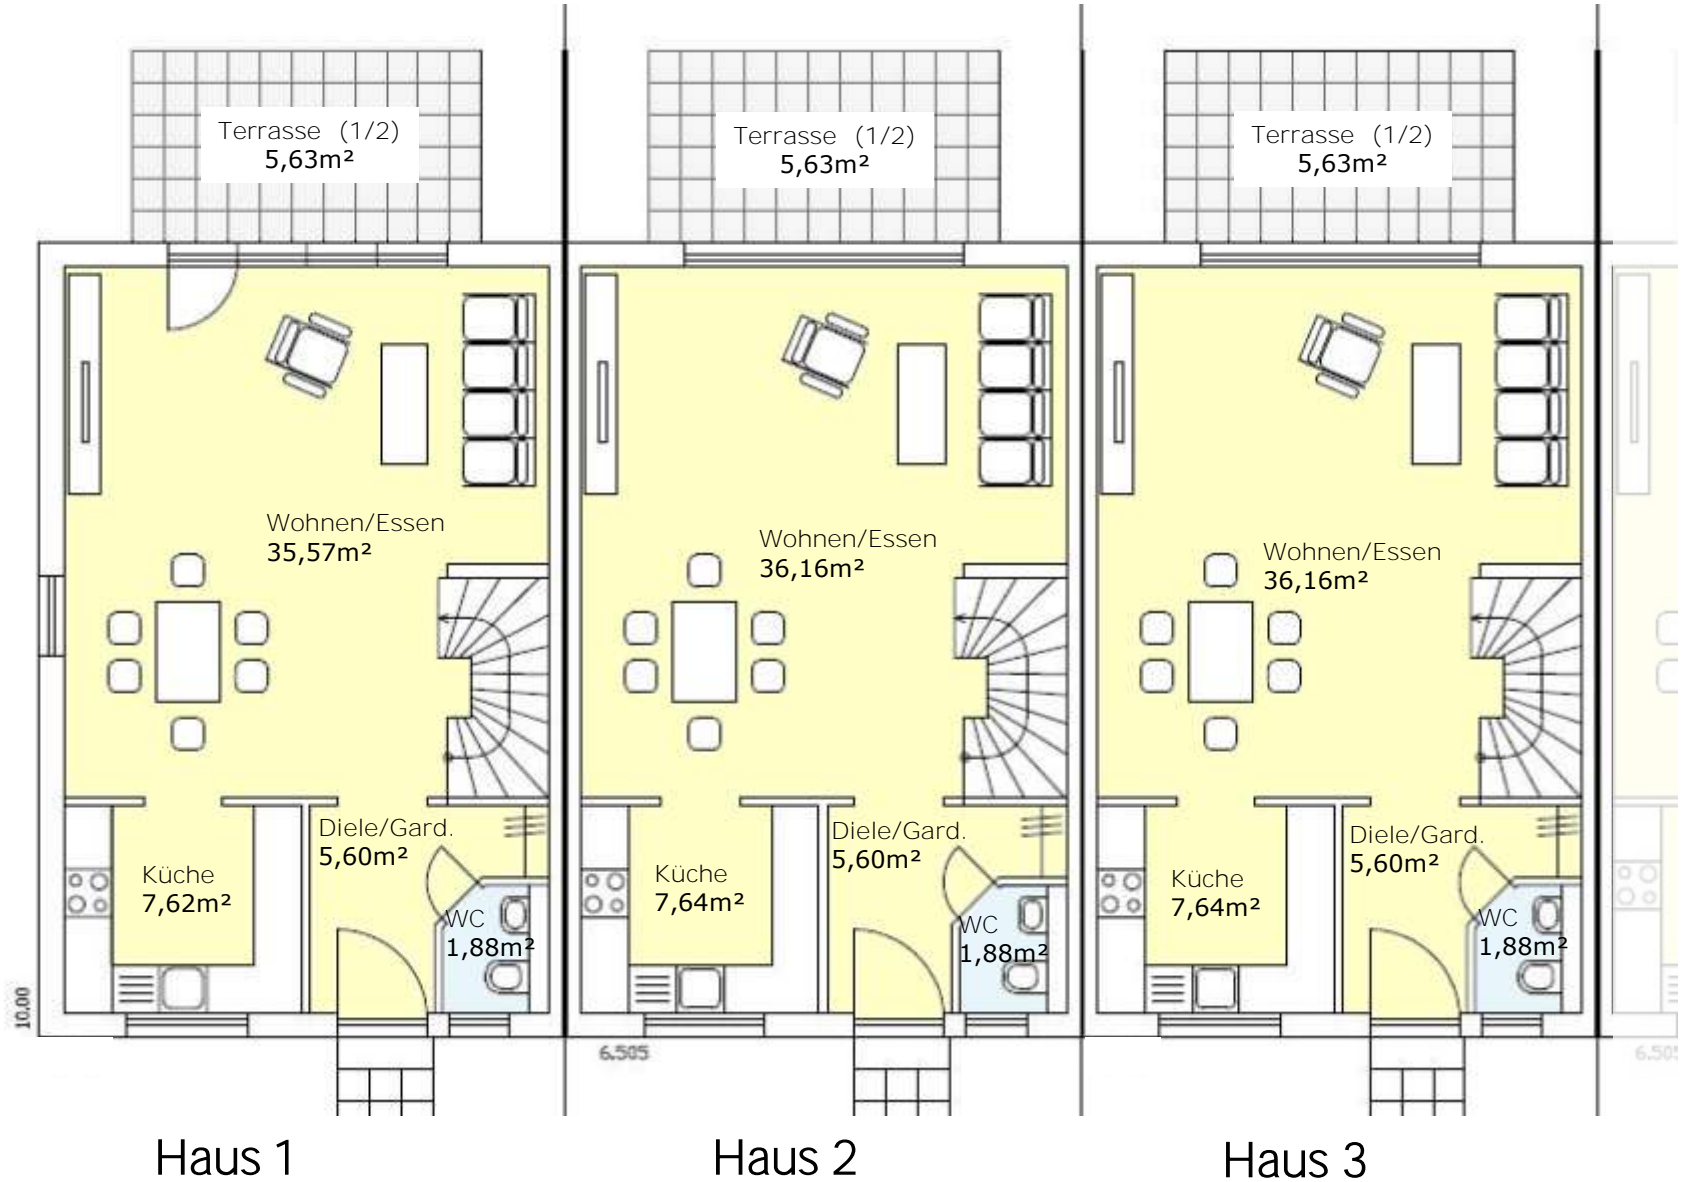 Terrasse (1/2)
5,63m²
Terrasse (1/2)
5,63m²
Terrasse (1/2)
5,63m²
Wohnen/Essen
35,57m²
Wohnen/Essen
36,16m²
Wohnen/Essen
36,16m²
Diele/Gard.
5,60m²
Küche
7,62m²
WC
1,88m²
Diele/Gard.
5,60m²
Küche
7,64m²
WC
1,88m²
Diele/Gard.
5,60m²
Küche
7,64m²
WC
1,88m²
10.00
6.505
6.505
Haus 1
Haus 2
Haus 3